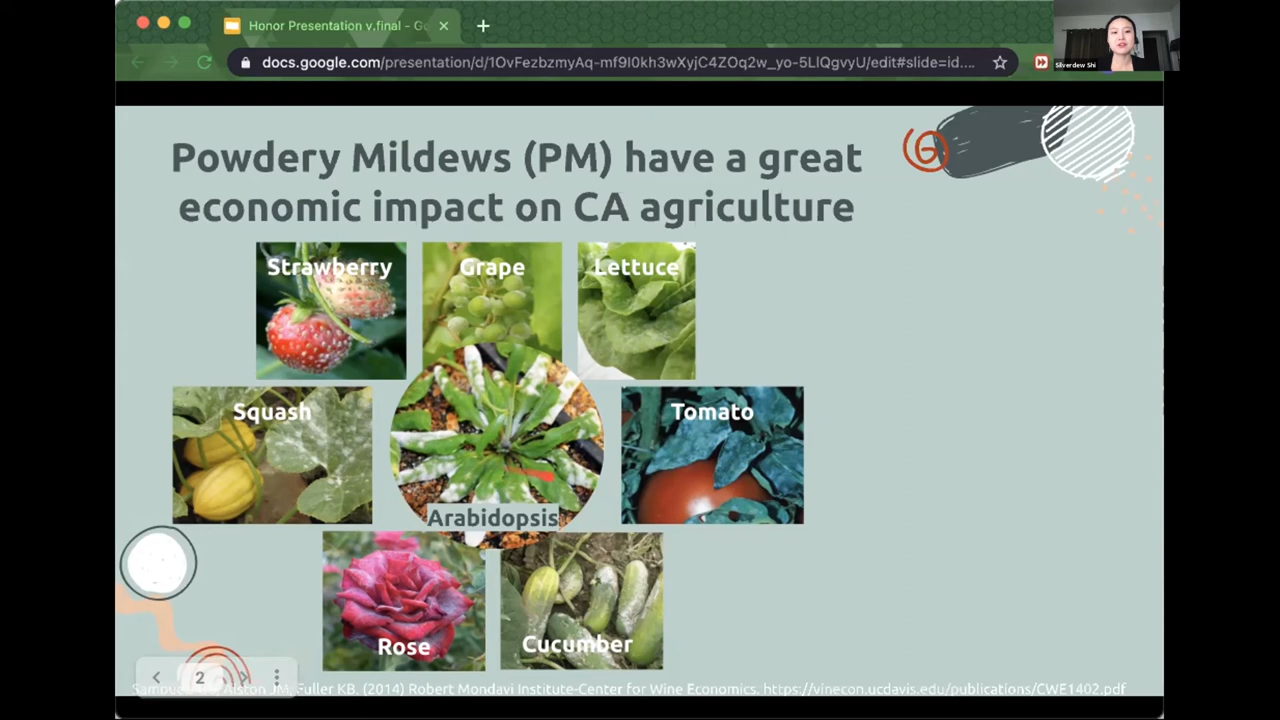 Honor Presentation v.final - Go
docs.google.com/presentation/d/1OvFezbzmyAq-mf9I0kh3wXyjC4ZOq2w_yo-5LIQgvyU/edit#slide=id....
Silverdew Shi
Powdery Mildews (PM) have a great
economic impact on CA agriculture
Strawberry
Grape
Lettuce
Squash
Tomato
Arabidopsis
Rose
Cucumber
2
JM, Fuller KB. (2014) Robert Mondavi Institute-Center for Wine Economics. https://vinecon.ucdavis.edu/publications/CWE1402.pdf